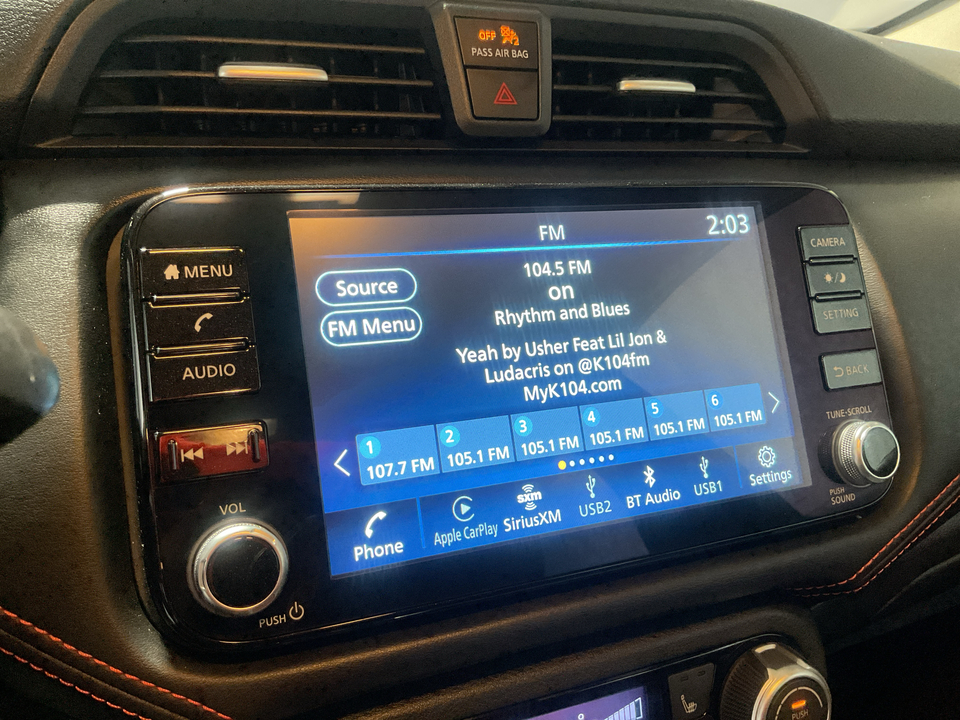 OFF
PASS AIR BAG
FM
2:03
104.5 FM
on
Rhythm and Blues
Source
FM Menu
Yeah by Usher Feat Lil Jon &
Ludacris on @K104fm
MyK104.com
1
107.7 FM
2
105.1 FM
3
105.1 FM
4
105.1 FM
5
105.1 FM
6
105.1 FM
Phone
Apple CarPlay
sxm
SiriusXM
USB2
BT Audio
USB1
Settings
MENU
AUDIO
VOL
PUSH
CAMERA
SETTING
BACK
TUNE-SCROLL
PUSH
SOUND
PUSH